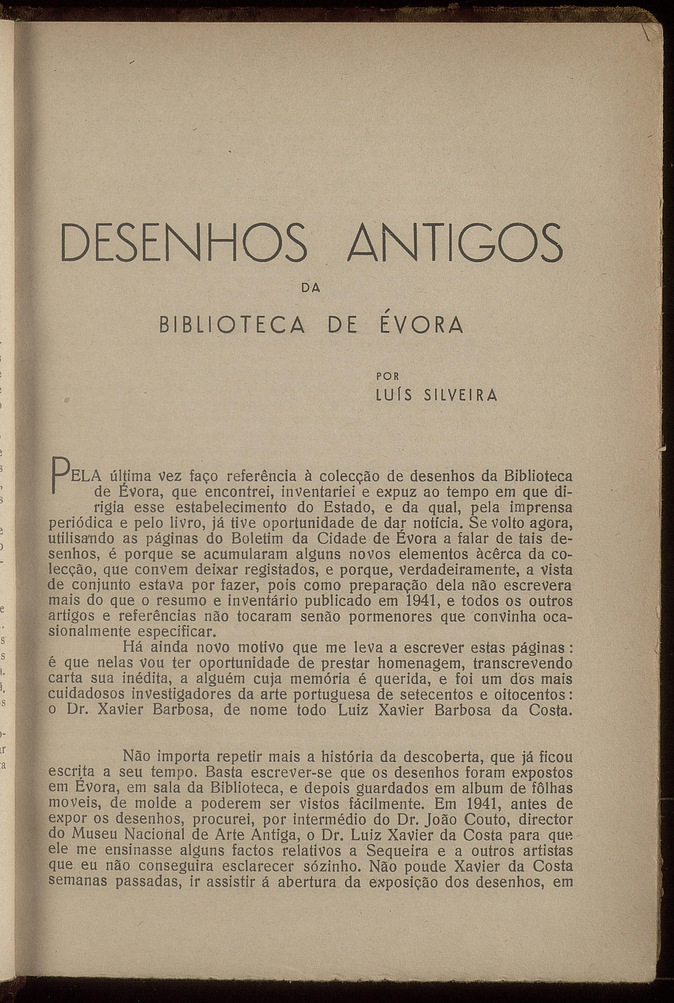 DESENHOS ANTIGOS
DA
BIBLIOTECA DE ÉVORA
POR
LUÍS SILVEIRA
PELA última vez faço referência à colecção de desenhos da Biblioteca
de Évora, que encontrei, inventariei e expuz ao tempo em que di-
rigia esse estabelecimento do Estado, e da qual, pela imprensa
periódica e pelo livro, já tive oportunidade de dar notícia. Se volto agora,
utilisando as páginas do Boletim da Cidade de Évora a falar de tais de-
senhos, é porque se acumularam alguns novos elementos àcêrca da co-
lecção, que convem deixar registados, e porque, verdadeiramente, a vista
de conjunto estava por fazer, pois como preparação dela não escrevera
mais do que o resumo e inventário publicado em 1941, e todos os outros
artigos e referências não tocaram senão pormenores que convinha oca-
sionalmente especificar.
Há ainda novo motivo que me leva a escrever estas páginas :
é que nelas vou ter oportunidade de prestar homenagem, transcrevendo
carta sua inédita, a alguém cuja memória é querida, e foi um dos mais
cuidadosos investigadores da arte portuguesa de setecentos e oitocentos :
o Dr. Xavier Barbosa, de nome todo Luiz Xavier Barbosa da Costa.
Não importa repetir mais a história da descoberta, que já ficou
escrita a seu tempo. Basta escrever-se que os desenhos foram expostos
em Évora, em sala da Biblioteca, e depois guardados em album de fôlhas
moveis, de molde a poderem ser vistos fácilmente. Em 1941, antes de
expor os desenhos, procurei, por intermédio do Dr. João Couto, director
do Museu Nacional de Arte Antiga, o Dr. Luiz Xavier da Costa para que
ele me ensinasse alguns factos relativos a Sequeira e a outros artistas
que eu não conseguira esclarecer sózinho. Não poude Xavier da Costa
semanas passadas, ir assistir á abertura da exposição dos desenhos, em